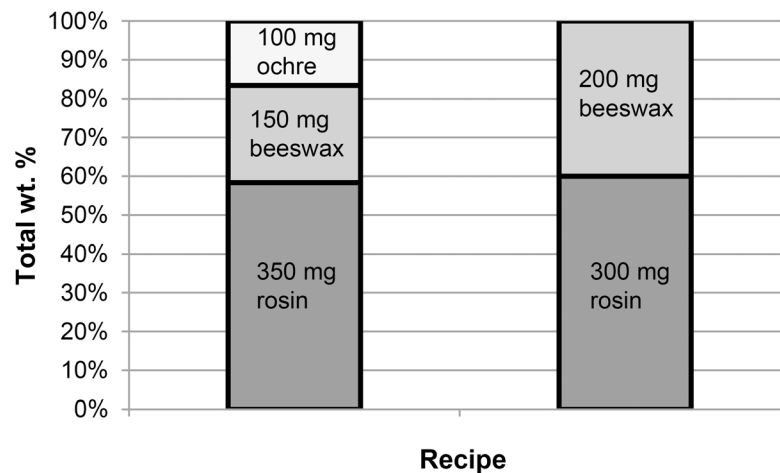 100%
90%
80%
70%
60%
50%
40%
30%
20%
10%
0%
Total wt. %
100 mg
ochre
150 mg
beeswax
350 mg
rosin
200 mg
beeswax
300 mg
rosin
Recipe